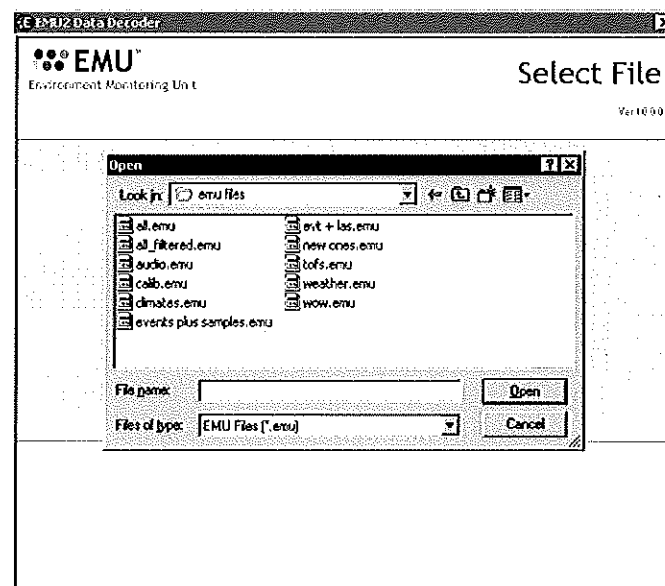 EMU2 Data Decoder
EMU™
Environment Monitoring Unit
Select File
Open
Look in:
emu files
all.emu
all_filtered.emu
audio.emu
calib.emu
climates.emu
events plus samples.emu
evt + las.emu
new ones.emu
tofs.emu
weather.emu
wow.emu
File name:
Open
Files of type:
EMU Files (*.emu)
Cancel